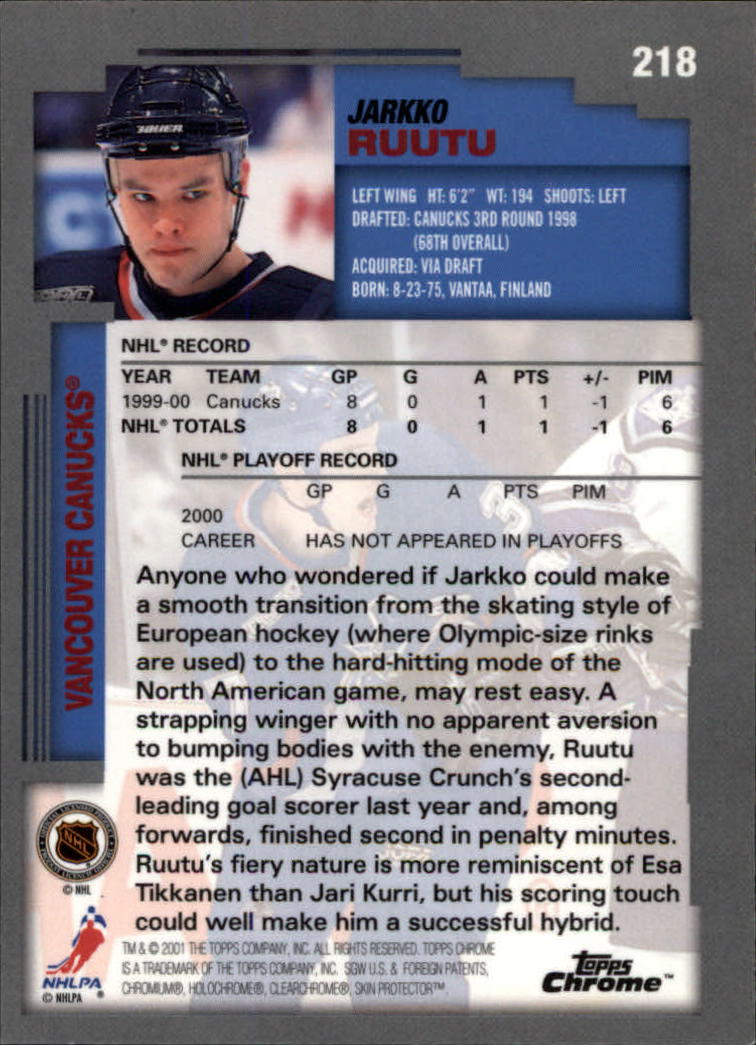 218
JARKKO
RUUTU
BAUER
LEFT WING HT: 6'2" WT: 194 SHOOTS: LEFT
DRAFTED: CANUCKS 3RD ROUND 1998
(68TH OVERALL)
ACQUIRED: VIA DRAFT
BORN: 8-23-75, VANTAA, FINLAND
VANCOUVER CANUCKS®
NHL® RECORD
YEAR TEAM GP G A PTS +/- PIM
1999-00 Canucks 8 0 1 1 -1 6
NHL® TOTALS 8 0 1 1 -1 6
NHL® PLAYOFF RECORD
GP G A PTS PIM
2000
CAREER HAS NOT APPEARED IN PLAYOFFS
Anyone who wondered if Jarkko could make
a smooth transition from the skating style of
European hockey (where Olympic-size rinks
are used) to the hard-hitting mode of the
North American game, may rest easy. A
strapping winger with no apparent aversion
to bumping bodies with the enemy, Ruutu
was the (AHL) Syracuse Crunch's second-
leading goal scorer last year and, among
forwards, finished second in penalty minutes.
Ruutu's fiery nature is more reminiscent of Esa
Tikkanen than Jari Kurri, but his scoring touch
could well make him a successful hybrid.
NHL
© NHL
NHLPA ®
© NHLPA
TM & © 2001 THE TOPPS COMPANY, INC. ALL RIGHTS RESERVED. TOPPS CHROME
IS A TRADEMARK OF THE TOPPS COMPANY, INC. SGW U.S. & FOREIGN PATENTS,
CHROMIUM®, HOLOCHROME®, CLEARCHROME®, SKIN PROTECTOR™.
Topps
Chrome™